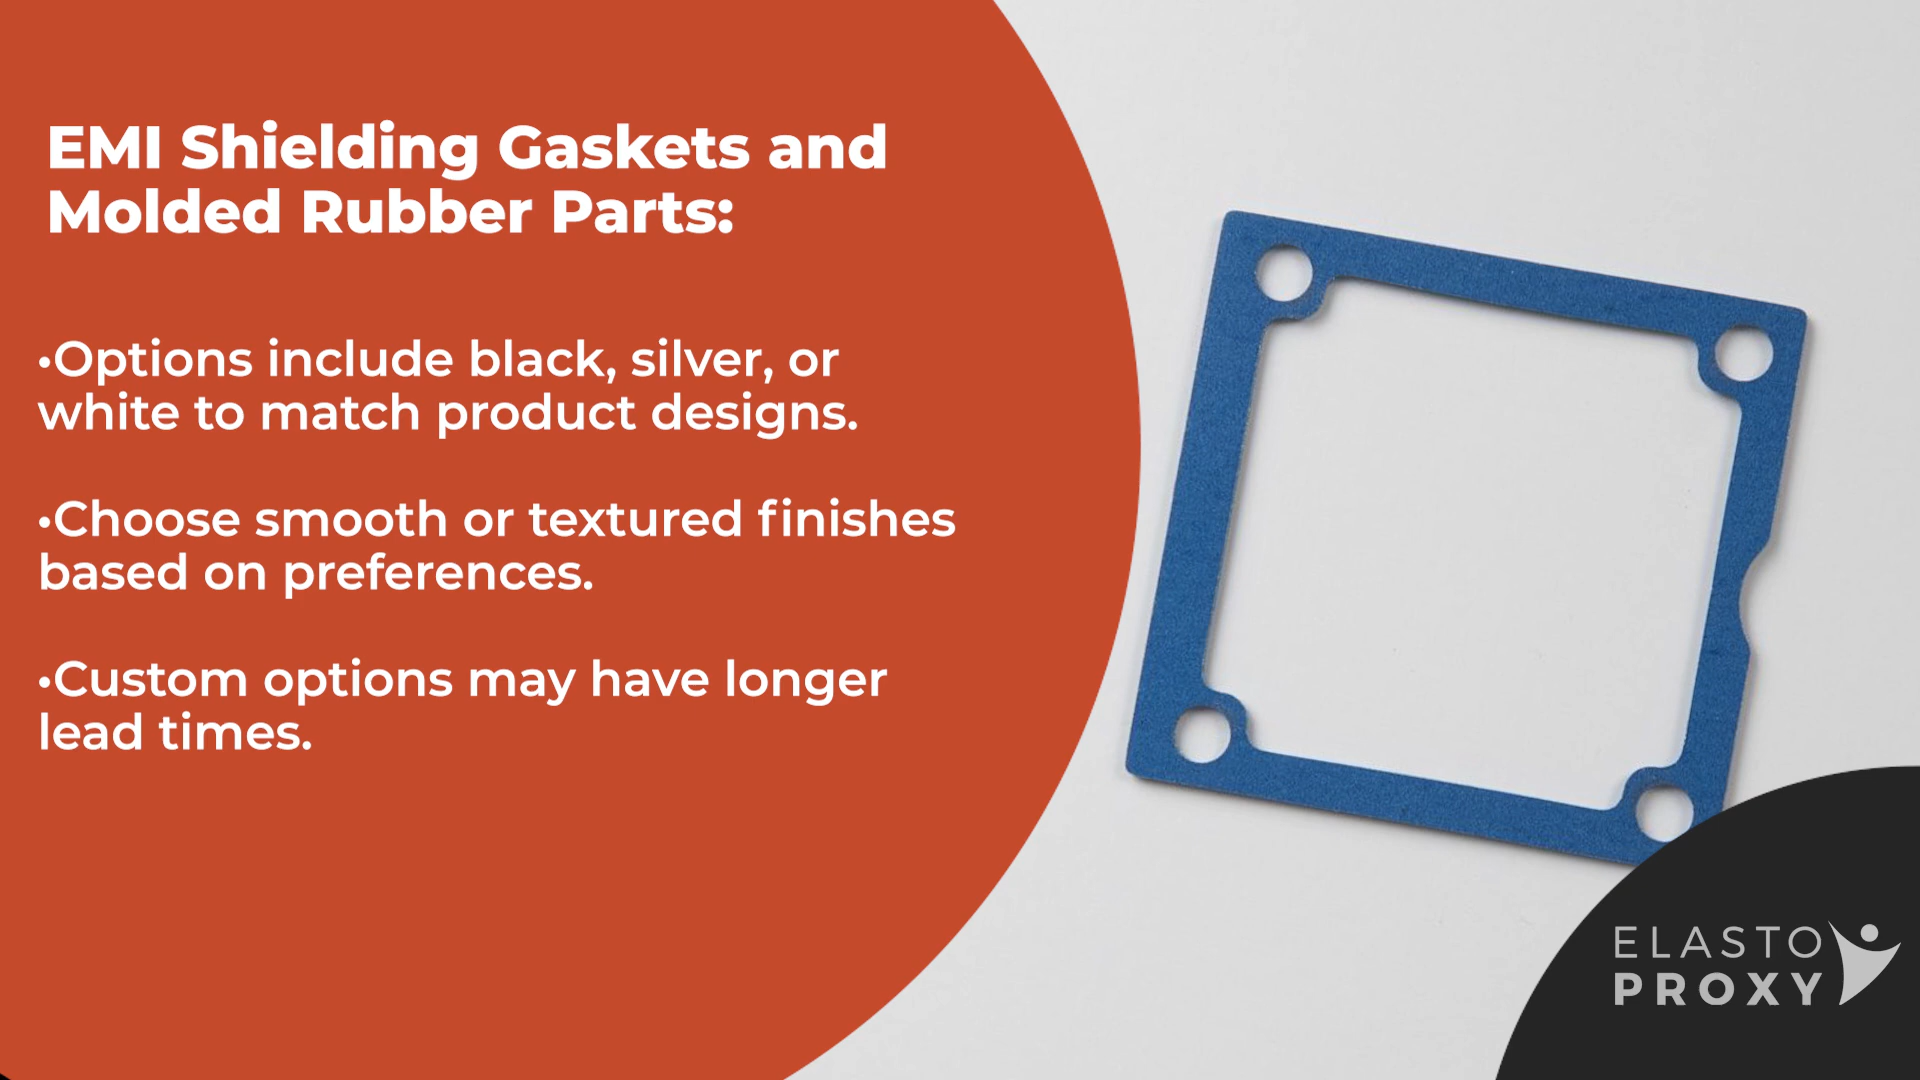 EMI Shielding Gaskets and
Molded Rubber Parts:
•Options include black, silver, or
white to match product designs.
•Choose smooth or textured finishes
based on preferences.
•Custom options may have longer
lead times.
ELASTO
PROXY